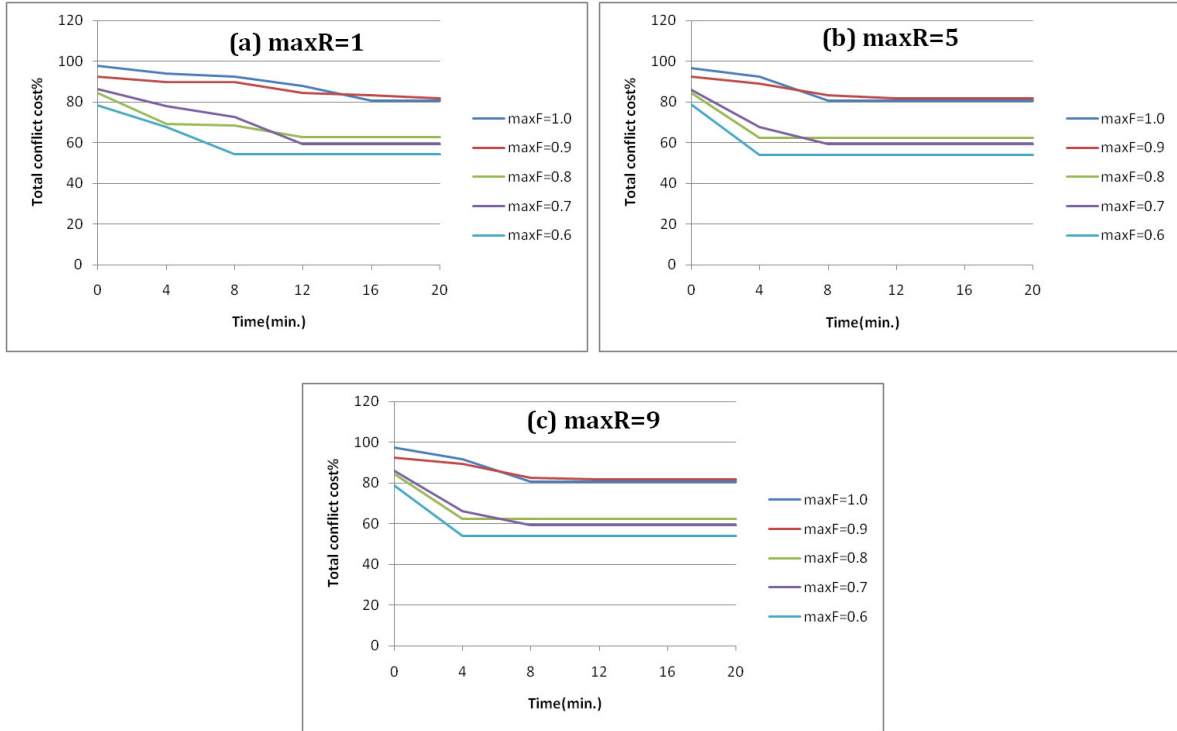 (a) maxR=1
Total conflict cost%
120
100
80
60
40
20
0
0 4 8 12 16 20
Time(min.)
maxF=1.0
maxF=0.9
maxF=0.8
maxF=0.7
maxF=0.6
(b) maxR=5
Total conflict cost%
120
100
80
60
40
20
0
0 4 8 12 16 20
Time(min.)
maxF=1.0
maxF=0.9
maxF=0.8
maxF=0.7
maxF=0.6
(c) maxR=9
Total conflict cost%
120
100
80
60
40
20
0
0 4 8 12 16 20
Time(min.)
maxF=1.0
maxF=0.9
maxF=0.8
maxF=0.7
maxF=0.6